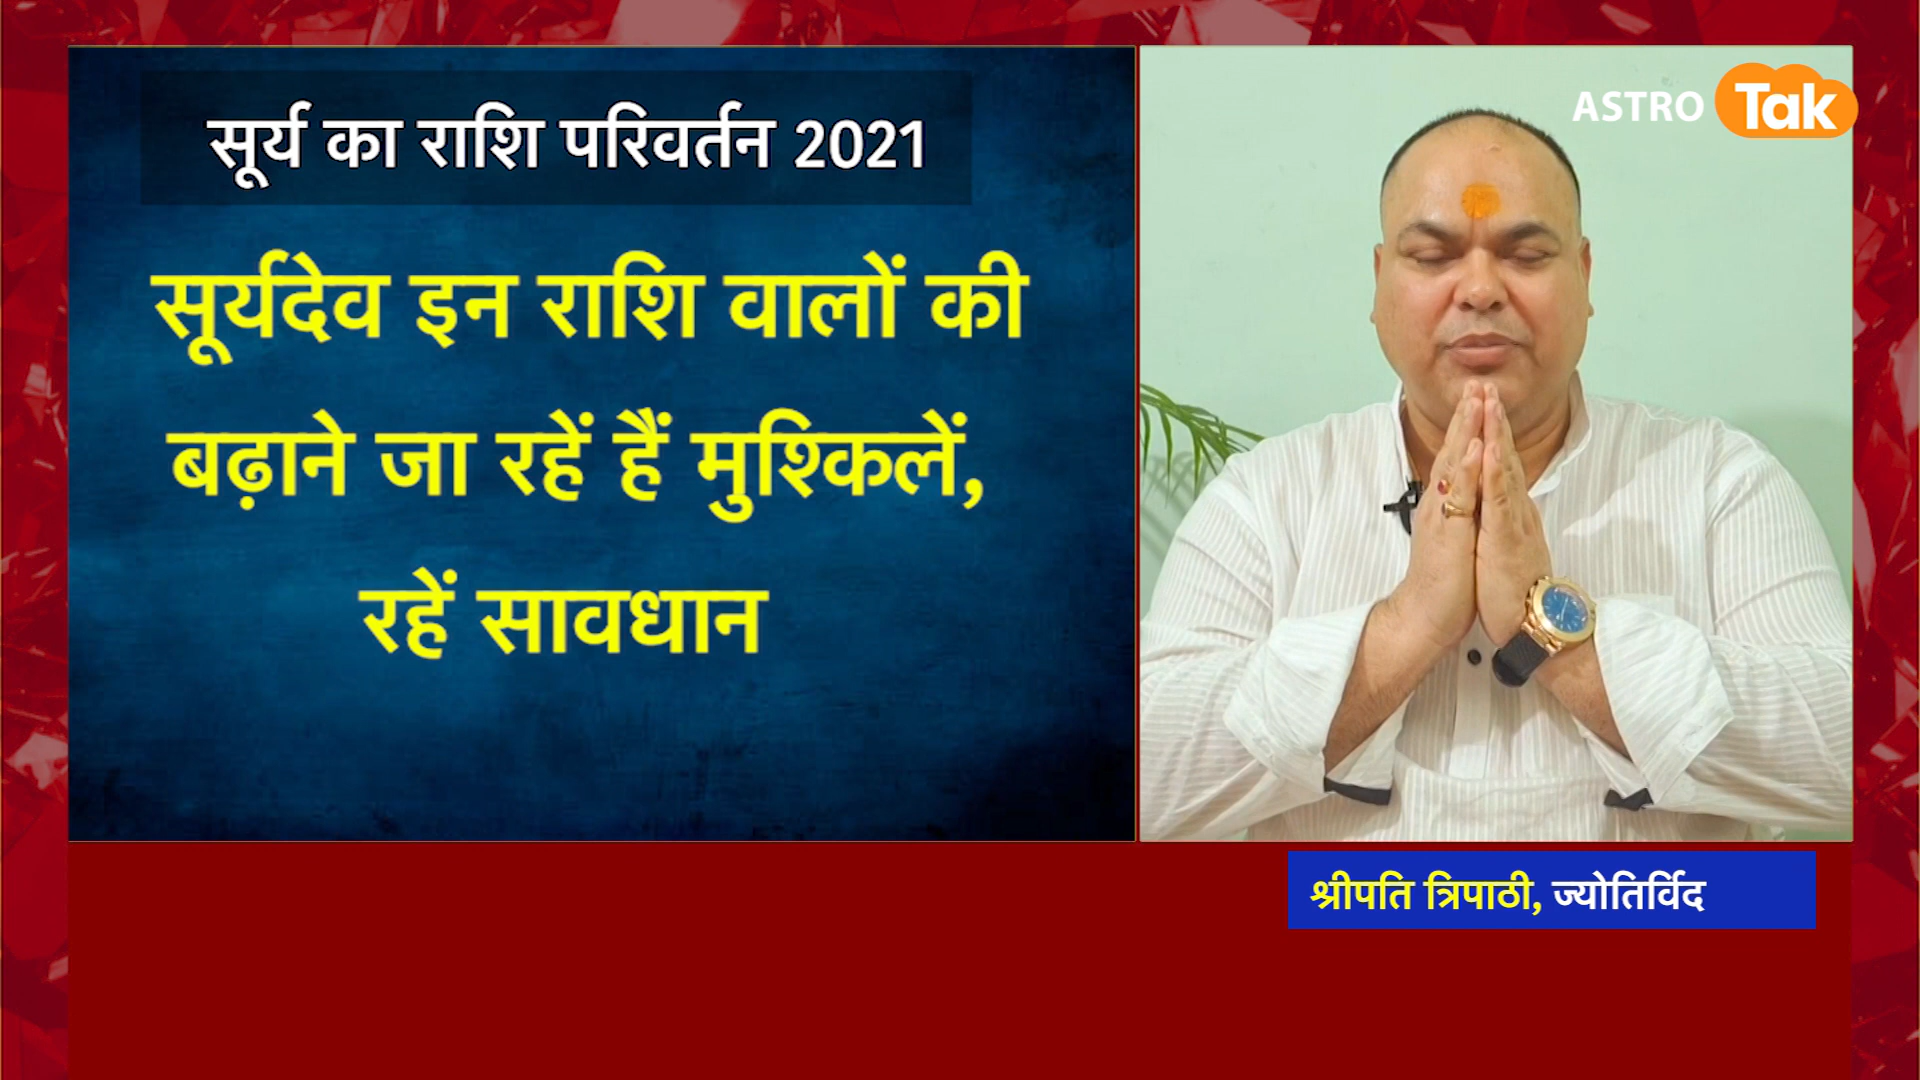 सूर्य का राशि परिवर्तन 2021
सूर्यदेव इन राशि वालों की
बढ़ाने जा रहें हैं मुश्किलें,
रहें सावधान
ASTRO Tak
श्रीपति त्रिपाठी, ज्योतिर्विद